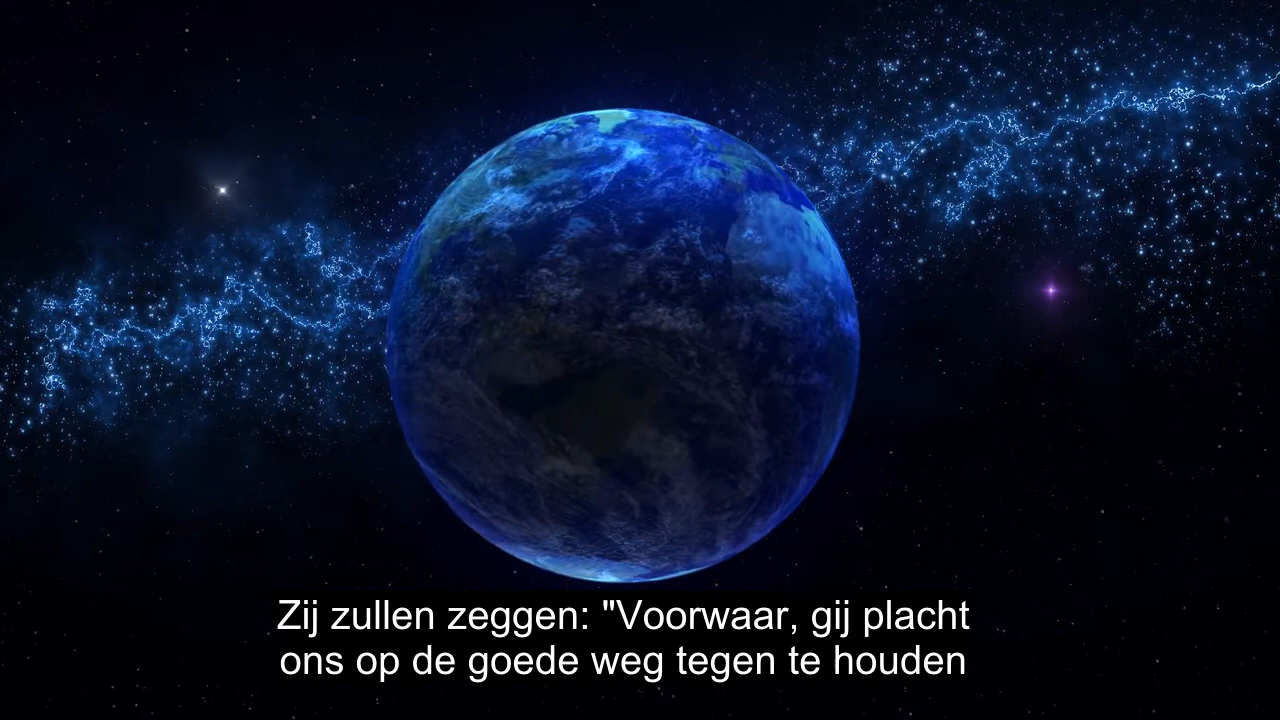 Zij zullen zeggen: "Voorwaar, gij placht
ons op de goede weg tegen te houden